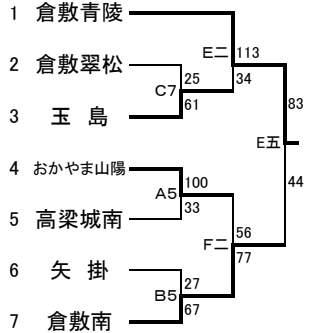 1 倉敷青陵
E二 113
2 倉敷翠松
25 34
C7
61
3 玉 島
83
E五
4 おかやま山陽
100 44
A5
33
5 高梁城南
56
F二
77
6 矢 掛
27
B5
67
7 倉敷南